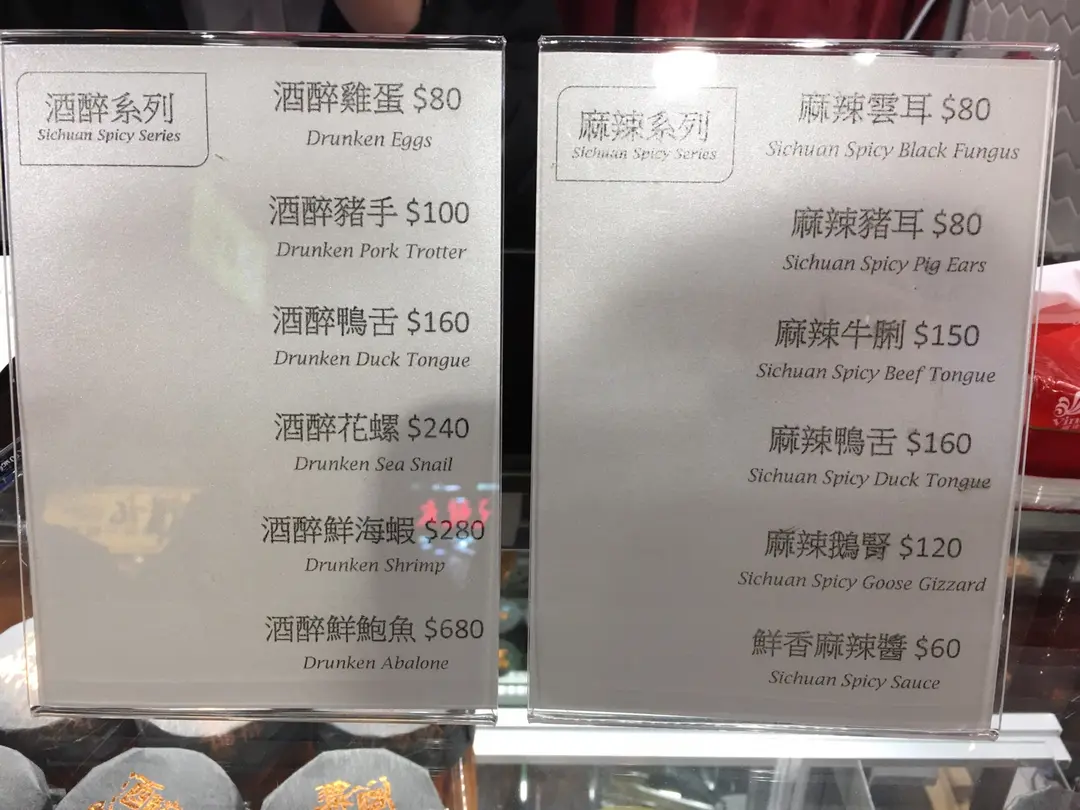 酒醉系列
Sichuan Spicy Series
酒醉雞蛋 $80
Drunken Eggs
酒醉豬手 $100
Drunken Pork Trotter
酒醉鴨舌 $160
Drunken Duck Tongue
酒醉花螺 $240
Drunken Sea Snail
酒醉鮮海蝦 $280
Drunken Shrimp
酒醉鮮鮑魚 $680
Drunken Abalone
麻辣系列
Sichuan Spicy Series
麻辣雲耳 $80
Sichuan Spicy Black Fungus
麻辣豬耳 $80
Sichuan Spicy Pig Ears
麻辣牛脷 $150
Sichuan Spicy Beef Tongue
麻辣鴨舌 $160
Sichuan Spicy Duck Tongue
麻辣鵝腎 $120
Sichuan Spicy Goose Gizzard
鮮香麻辣醬 $60
Sichuan Spicy Sauce